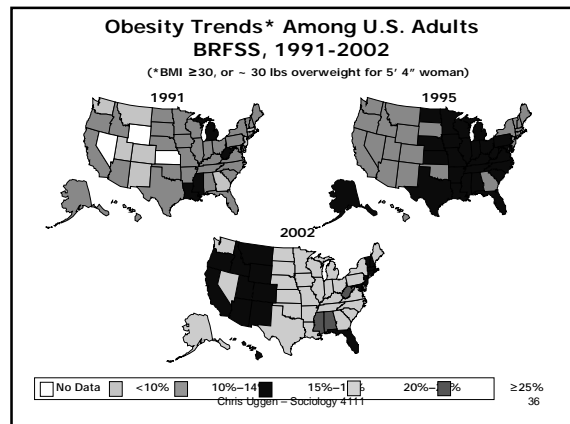 Obesity Trends* Among U.S. Adults
BRFSS, 1991-2002
(*BMI ≥30, or ~ 30 lbs overweight for 5' 4" woman)
1991
1995
2002
No Data <10% 10%–14% 15%–1 % 20%–2 % ≥25%
Chris Uggen – Sociology 4111
36